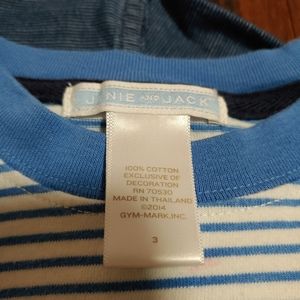 JANIE AND JACK
100% COTTON
EXCLUSIVE OF
DECORATION
RN 70530
MADE IN THAILAND
©2014
GYM-MARK,INC.
3